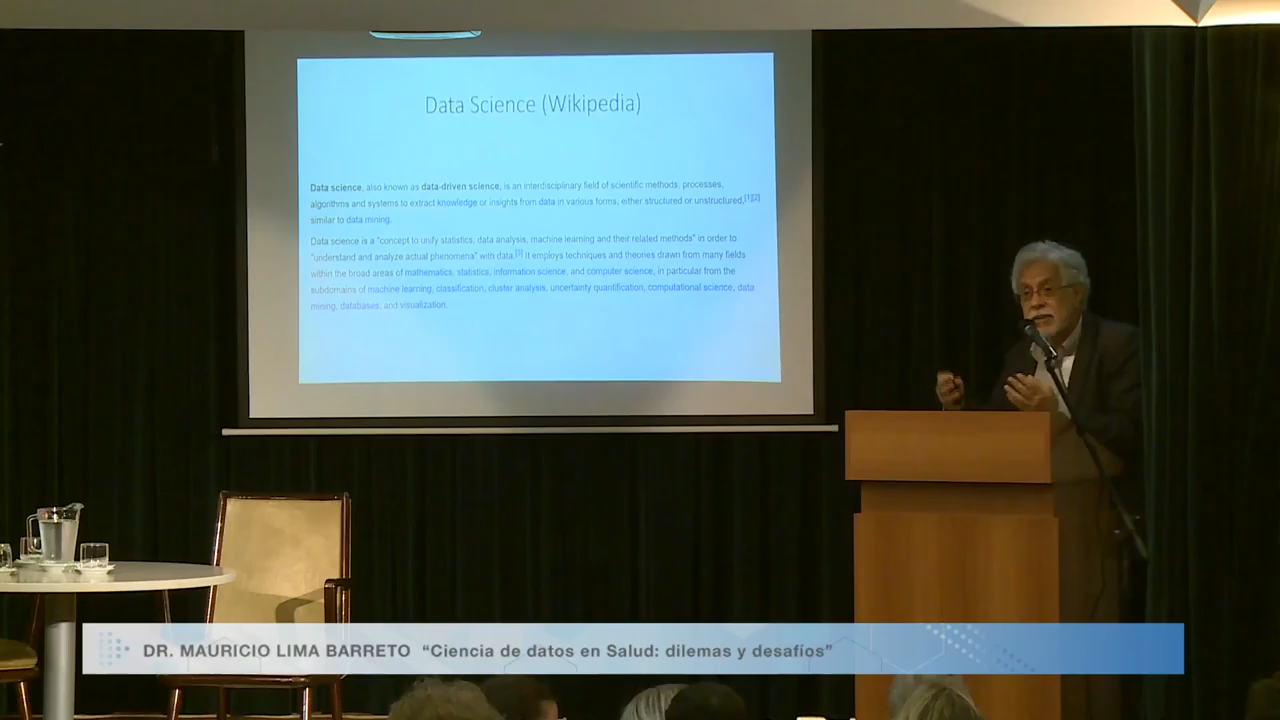 Data Science (Wikipedia)
Data science, also known as data-driven science, is an interdisciplinary field of scientific methods, processes,
algorithms and systems to extract knowledge or insights from data in various forms, either structured or unstructured,[1][2]
similar to data mining.
Data science is a "concept to unify statistics, data analysis, machine learning and their related methods" in order to
"understand and analyze actual phenomena" with data.[3] It employs techniques and theories drawn from many fields
within the broad areas of mathematics, statistics, information science, and computer science, in particular from the
subdomains of machine learning, classification, cluster analysis, uncertainty quantification, computational science, data
mining, databases, and visualization.
DR. MAURICIO LIMA BARRETO “Ciencia de datos en Salud: dilemas y desafíos”